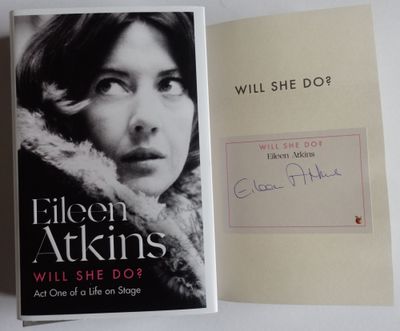 Eileen
Atkins
WILL SHE DO?
Act One of a Life on Stage
WILL SHE DO?
WILL SHE DO?
Eileen Atkins
Eileen Atkins